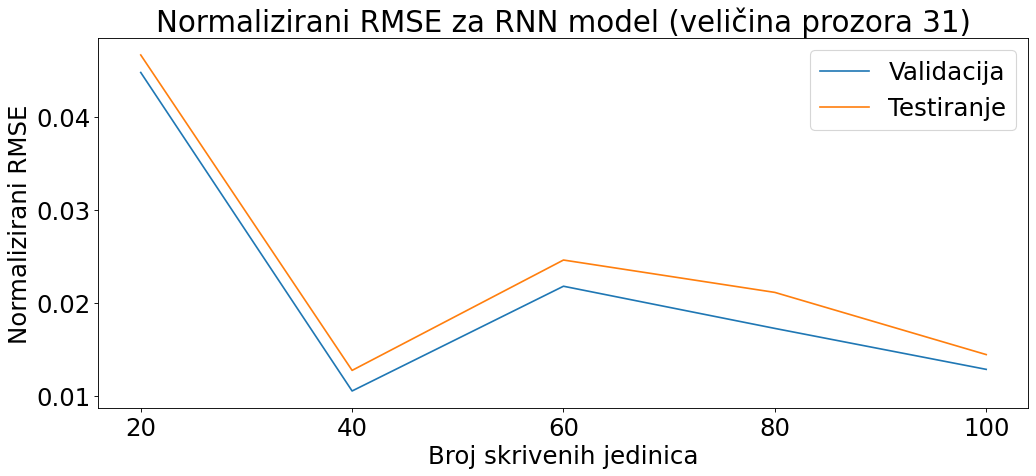 Normalizirani RMSE za RNN model (veličina prozora 31)
Validacija
Testiranje
Normalizirani RMSE
0.04
0.03
0.02
0.01
20 40 60 80 100
Broj skrivenih jedinica